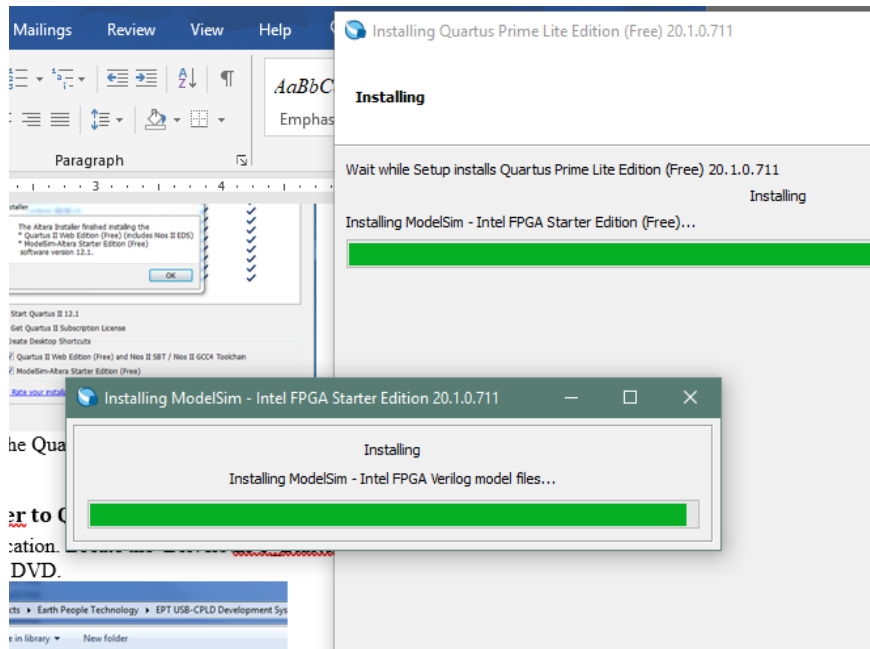 Mailings Review View Help
Installing Quartus Prime Lite Edition (Free) 20.1.0.711
AaBbC
Emphas
Paragraph
3 4
Installing
Wait while Setup installs Quartus Prime Lite Edition (Free) 20.1.0.711
Installing
Installing ModelSim - Intel FPGA Starter Edition (Free)...
The Altera Installer finished installing the
* Quartus II Web Edition (Free) (includes Nios II EDS)
* ModelSim-Altera Starter Edition (Free)
software version 12.1.
OK
Start Quartus II 12.1
Get Quartus II Subscription License
Create Desktop Shortcuts
Quartus II Web Edition (Free) and Nios II SBT / Nios II GCC4 Toolchain
ModelSim-Altera Starter Edition (Free)
Rate your insta
Installing ModelSim - Intel FPGA Starter Edition 20.1.0.711
Installing
Installing ModelSim - Intel FPGA Verilog model files...
he Qua
er to Q
cation.
DVD.
cts ▸ Earth People Technology ▸ EPT USB-CPLD Development Sys
e in library New folder